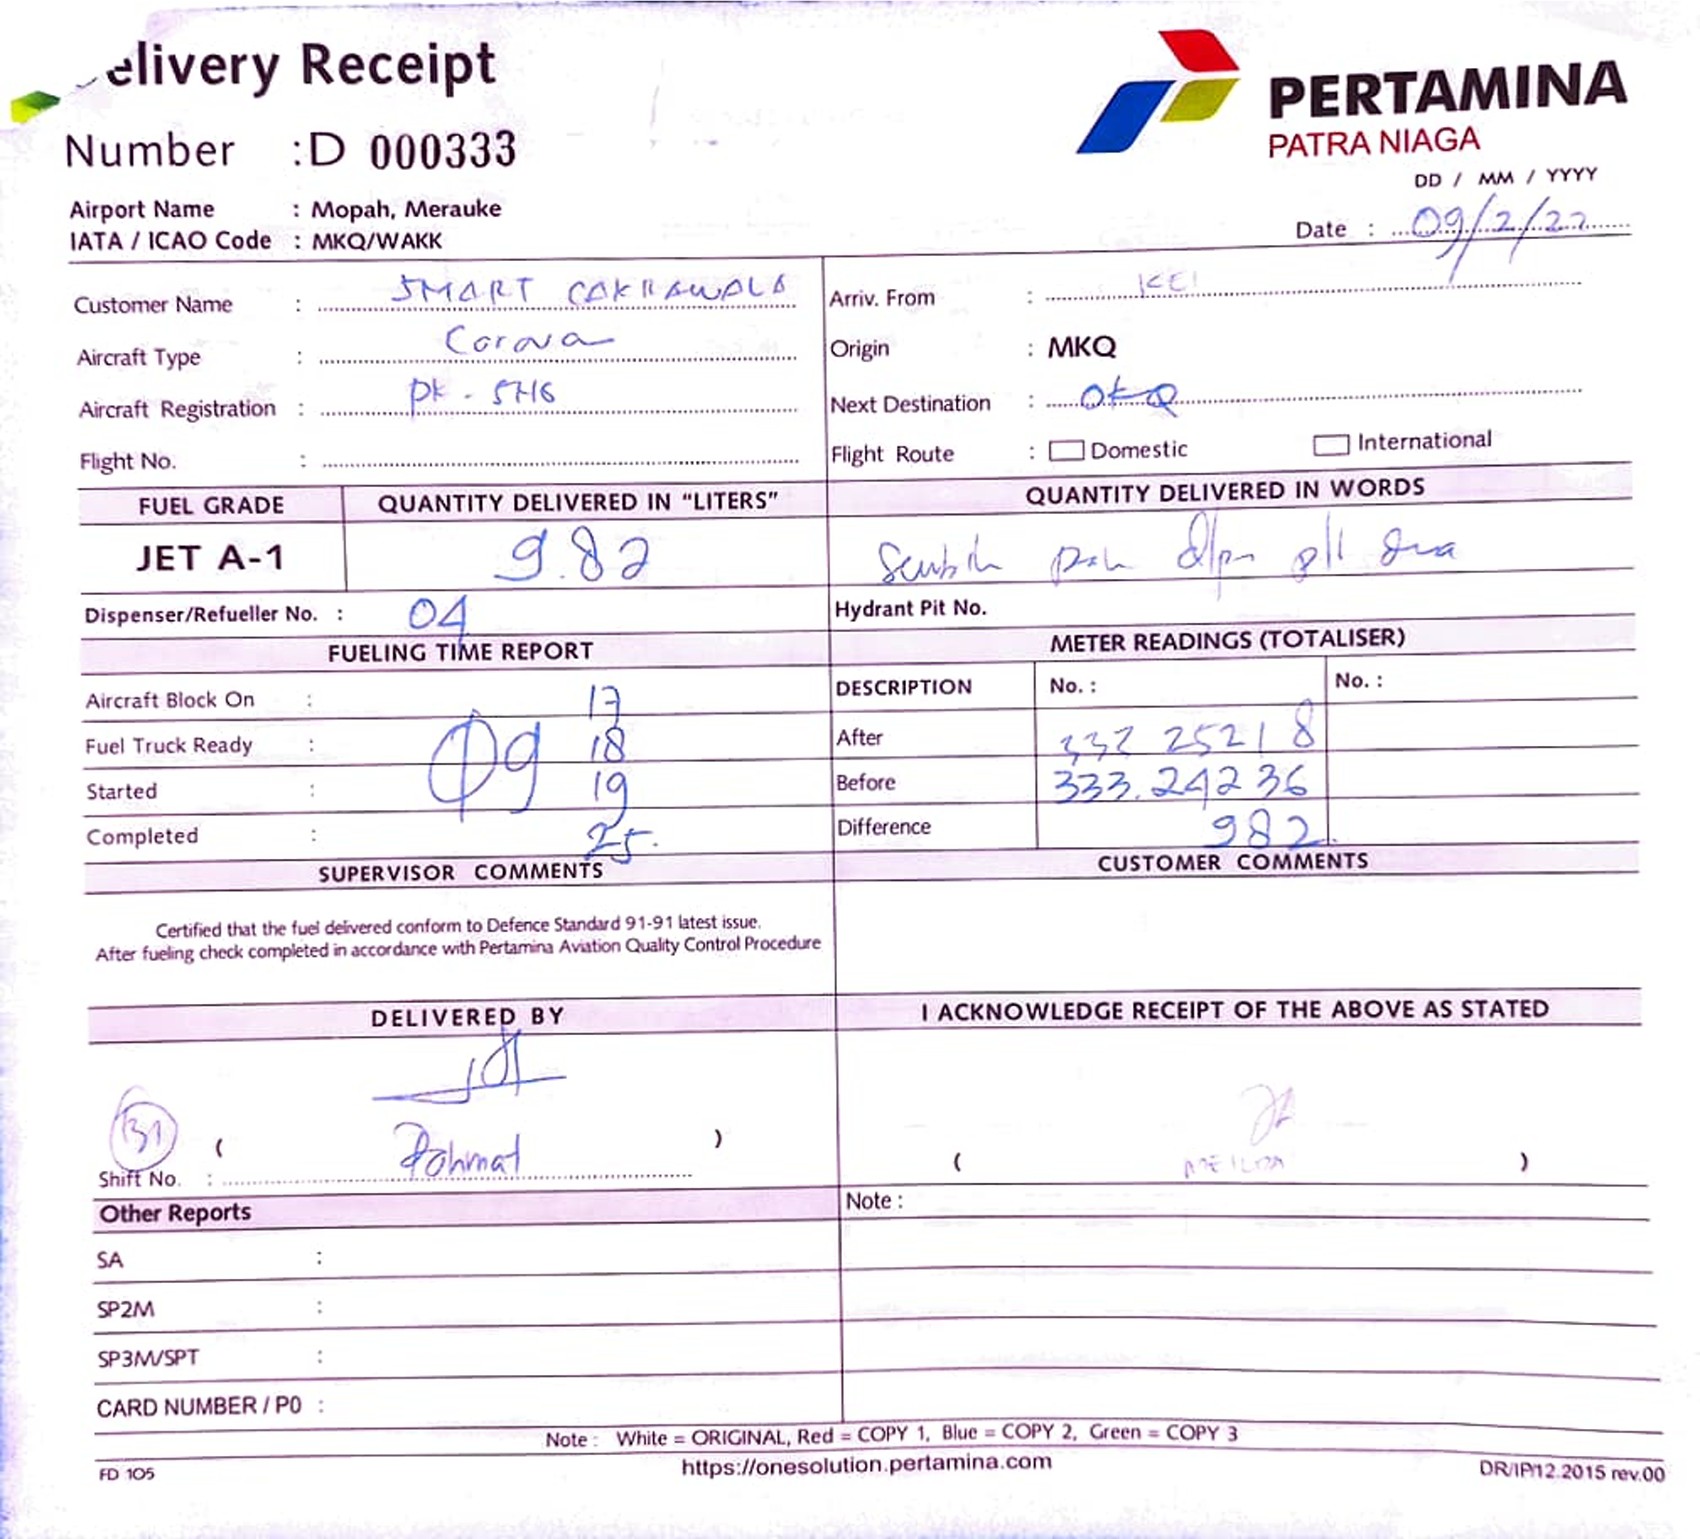 elivery Receipt
PERTAMINA
PATRA NIAGA
Number : D 000333
DD / MM / YYYY
Airport Name : Mopah, Merauke
IATA / ICAO Code : MKQ/WAKK
Date : 09/2/22
Customer Name : SMART CAKRAWALA
Arriv. From :
Aircraft Type :
Origin : MKQ
Aircraft Registration : PK -
Next Destination : OKQ
Flight No. :
Flight Route : Domestic International
FUEL GRADE QUANTITY DELIVERED IN “LITERS” QUANTITY DELIVERED IN WORDS
JET A-1 9.82
Dispenser/Refueller No. : 04 Hydrant Pit No.
FUELING TIME REPORT METER READINGS (TOTALISER)
Aircraft Block On : 17
DESCRIPTION No. : No. :
Fuel Truck Ready : 09 18
After 25218
Started : 19
Before 333.24236
Completed : 25.
Difference 982
SUPERVISOR COMMENTS CUSTOMER COMMENTS
Certified that the fuel delivered conform to Defence Standard 91-91 latest issue.
After fueling check completed in accordance with Pertamina Aviation Quality Control Procedure
DELIVERED BY I ACKNOWLEDGE RECEIPT OF THE ABOVE AS STATED
( Rahmat ) ( )
Shift No. :
Other Reports Note :
SA :
SP2M :
SP3M/SPT :
CARD NUMBER / P0 :
Note : White = ORIGINAL, Red = COPY 1, Blue = COPY 2, Green = COPY 3
FD 105 https://onesolution.pertamina.com DR/IP/12.2015 rev.00